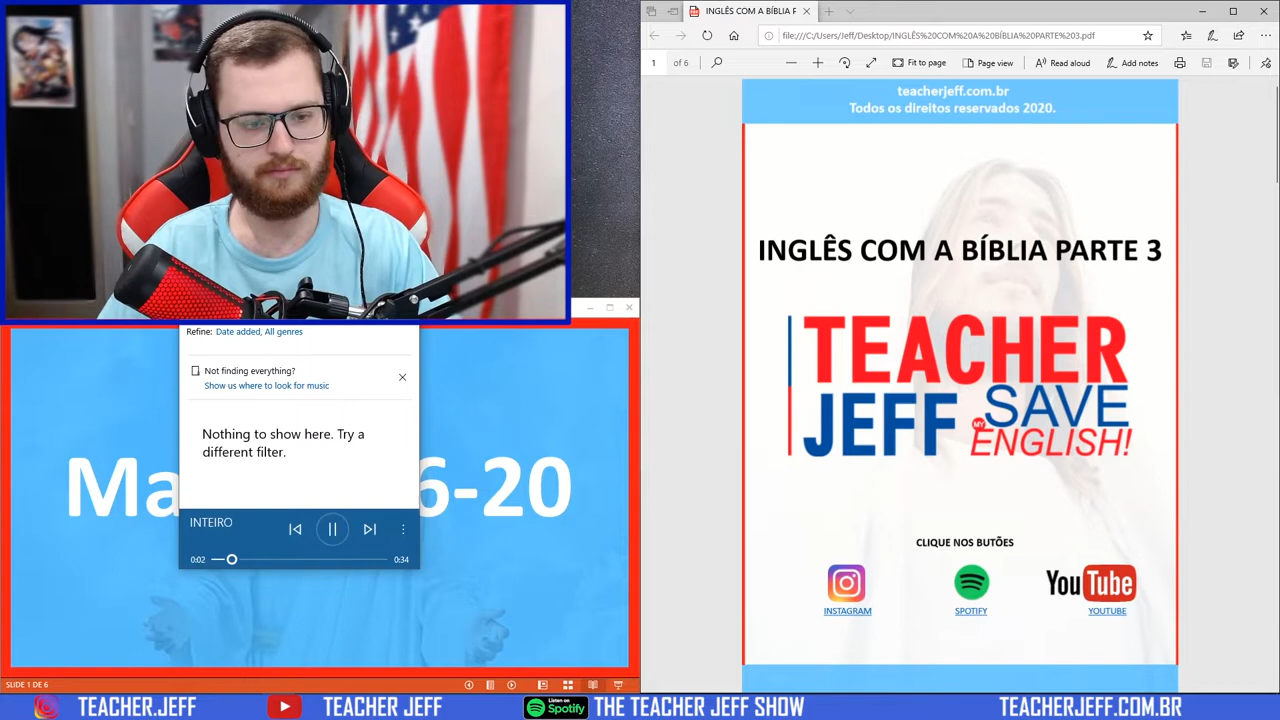 INGLÊS COM A BÍBLIA P
file:///C:/Users/Jeff/Desktop/INGLÊS%20COM%20A%20BÍBLIA%20PARTE%203.pdf
1 of 6
Fit to page
Page view
Read aloud
Add notes
teacherjeff.com.br
Todos os direitos reservados 2020.
INGLÊS COM A BÍBLIA PARTE 3
TEACHER
JEFF SAVE
MY ENGLISH!
CLIQUE NOS BUTÕES
YouTube
INSTAGRAM
SPOTIFY
YOUTUBE
Refine: Date added, All genres
Not finding everything?
Show us where to look for music
Nothing to show here. Try a
different filter.
Ma 6-20
INTEIRO
0:02
0:34
SLIDE 1 DE 6
TEACHER.JEFF
TEACHER JEFF
Listen on
Spotify
THE TEACHER JEFF SHOW
TEACHERJEFF.COM.BR